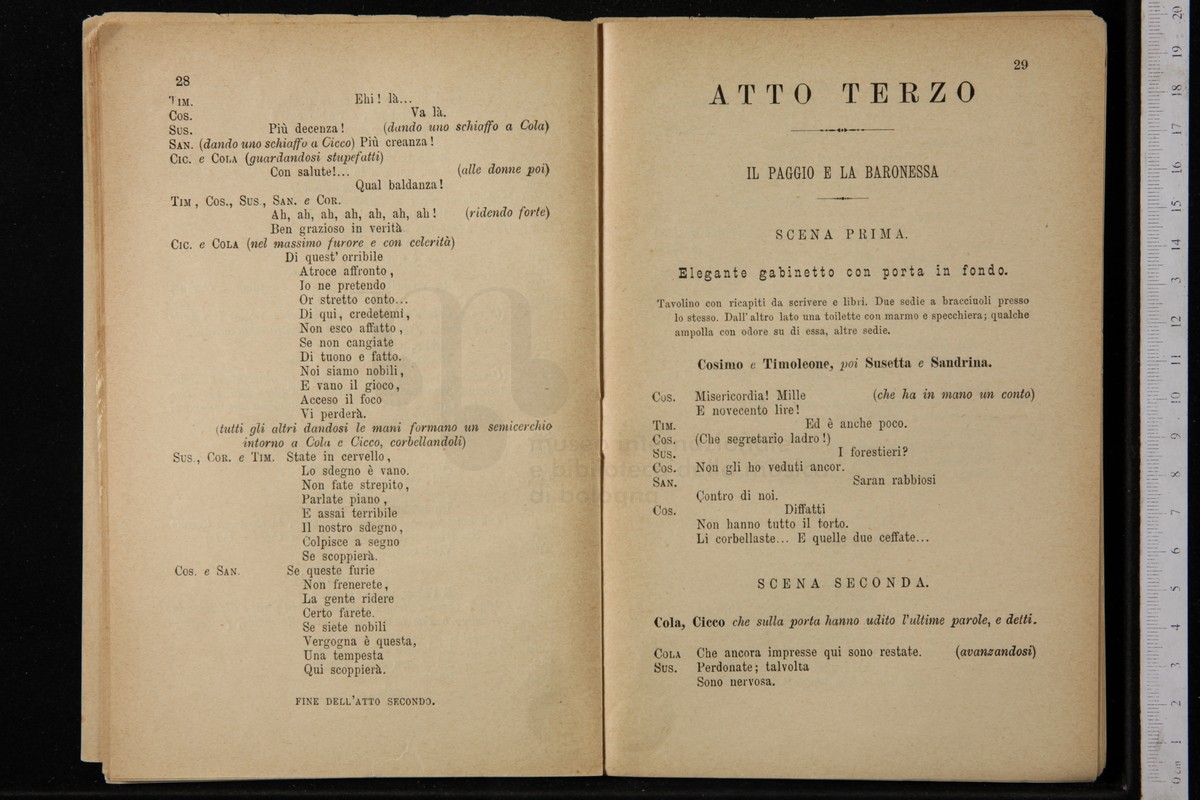 28
TIM. Ehi! là...
COS. Va là.
SUS. Più decenza! (dando uno schiaffo a Cola)
SAN. (dando uno schiaffo a Cicco) Più creanza!
CIC. e COLA (guardandosi stupefatti)
Con salute!... (alle donne poi)
Qual baldanza!
TIM, COS., SUS., SAN. e COR.
Ah, ah, ah, ah, ah, ah, ah! (ridendo forte)
Ben grazioso in verità.
CIC. e COLA (nel massimo furore e con celerità)
Di quest' orribile
Atroce affronto,
Io ne pretendo
Or stretto conto...
Di qui, credetemi,
Non esco affatto,
Se non cangiate
Di tuono e fatto.
Noi siamo nobili,
E vano il gioco,
Acceso il foco
Vi perderà.
(tutti gli altri dandosi le mani formano un semicerchio
intorno a Cola e Cicco, corbellandoli)
SUS., COR. e TIM. State in cervello,
Lo sdegno è vano.
Non fate strepito,
Parlate piano,
E assai terribile
Il nostro sdegno,
Colpisce a segno
Se scoppierà.
COS. e SAN. Se queste furie
Non frenerete,
La gente ridere
Certo farete.
Se siete nobili
Vergogna è questa,
Una tempesta
Qui scoppierà.
FINE DELL'ATTO SECONDO.
29
ATTO TERZO
IL PAGGIO E LA BARONESSA
SCENA PRIMA.
Elegante gabinetto con porta in fondo.
Tavolino con ricapiti da scrivere e libri. Due sedie a bracciuoli presso
lo stesso. Dall'altro lato una toilette con marmo e specchiera; qualche
ampolla con odore su di essa, altre sedie.
Cosimo e Timoleone, poi Susetta e Sandrina.
COS. Misericordia! Mille (che ha in mano un conto)
E novecento lire!
TIM. Ed è anche poco.
COS. (Che segretario ladro!)
SUS. I forestieri?
COS. Non gli ho veduti ancor.
SAN. Saran rabbiosi
Contro di noi.
COS. Diffatti
Non hanno tutto il torto.
Li corbellaste... E quelle due ceffate...
SCENA SECONDA.
Cola, Cicco che sulla porta hanno udito l'ultime parole, e detti.
COLA Che ancora impresse qui sono restate. (avanzandosi)
SUS. Perdonate; talvolta
Sono nervosa.